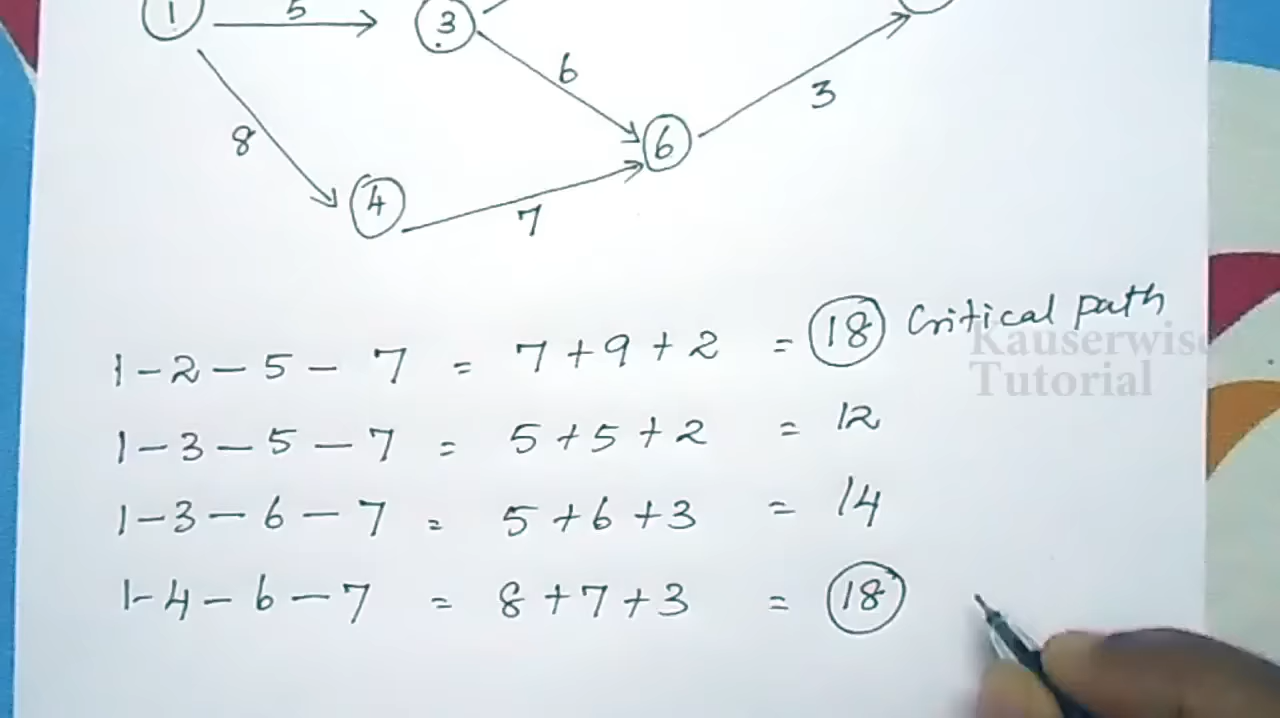 1 5 3
6
8 6 3
4
7
1-2-5-7 = 7+9+2 = 18 Critical path
Kauserwise
Tutorial
1-3-5-7 = 5+5+2 = 12
1-3-6-7 = 5+6+3 = 14
1-4-6-7 = 8+7+3 = 18